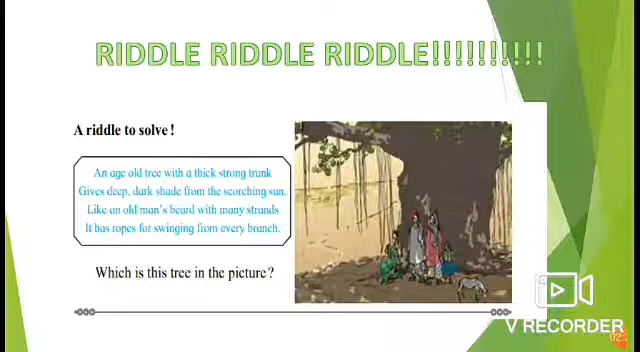 RIDDLE RIDDLE RIDDLE!!!!!!!!!!
A riddle to solve!
An age old tree with a thick strong trunk
Gives deep, dark shade from the scorching sun.
Like an old man's beard with many strands
It has ropes for swinging from every branch.
Which is this tree in the picture?
V RECORDER